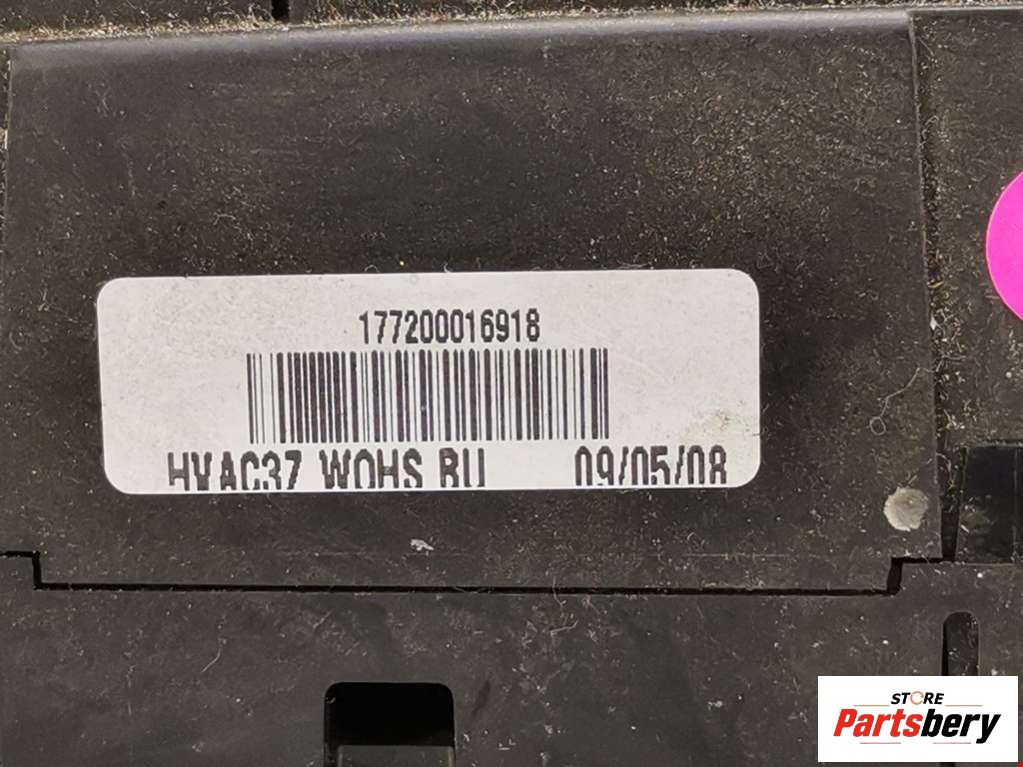 177200016918
HVAC37 WOHS BU 09/05/08
STORE
Partsbery